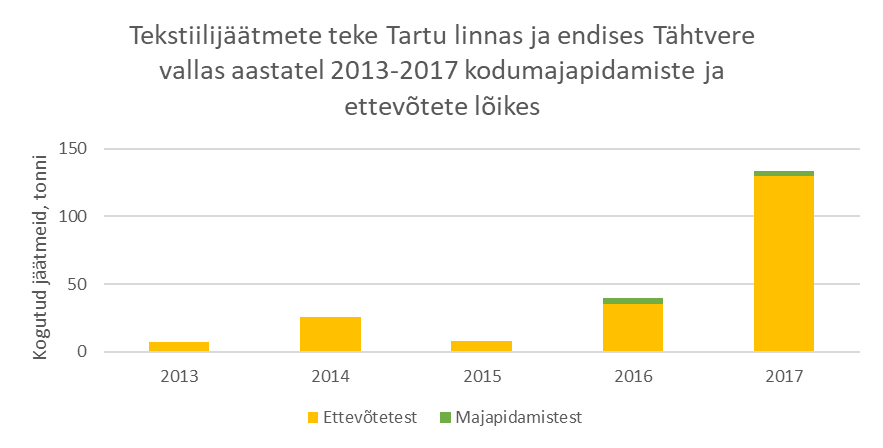 Tekstiilijäätmete teke Tartu linnas ja endises Tähtvere
vallas aastatel 2013-2017 kodumajapidamiste ja
ettevõtete lõikes
Kogutud jäätmeid, tonni
150
100
50
0
2013 2014 2015 2016 2017
Ettevõtetest Majapidamistest